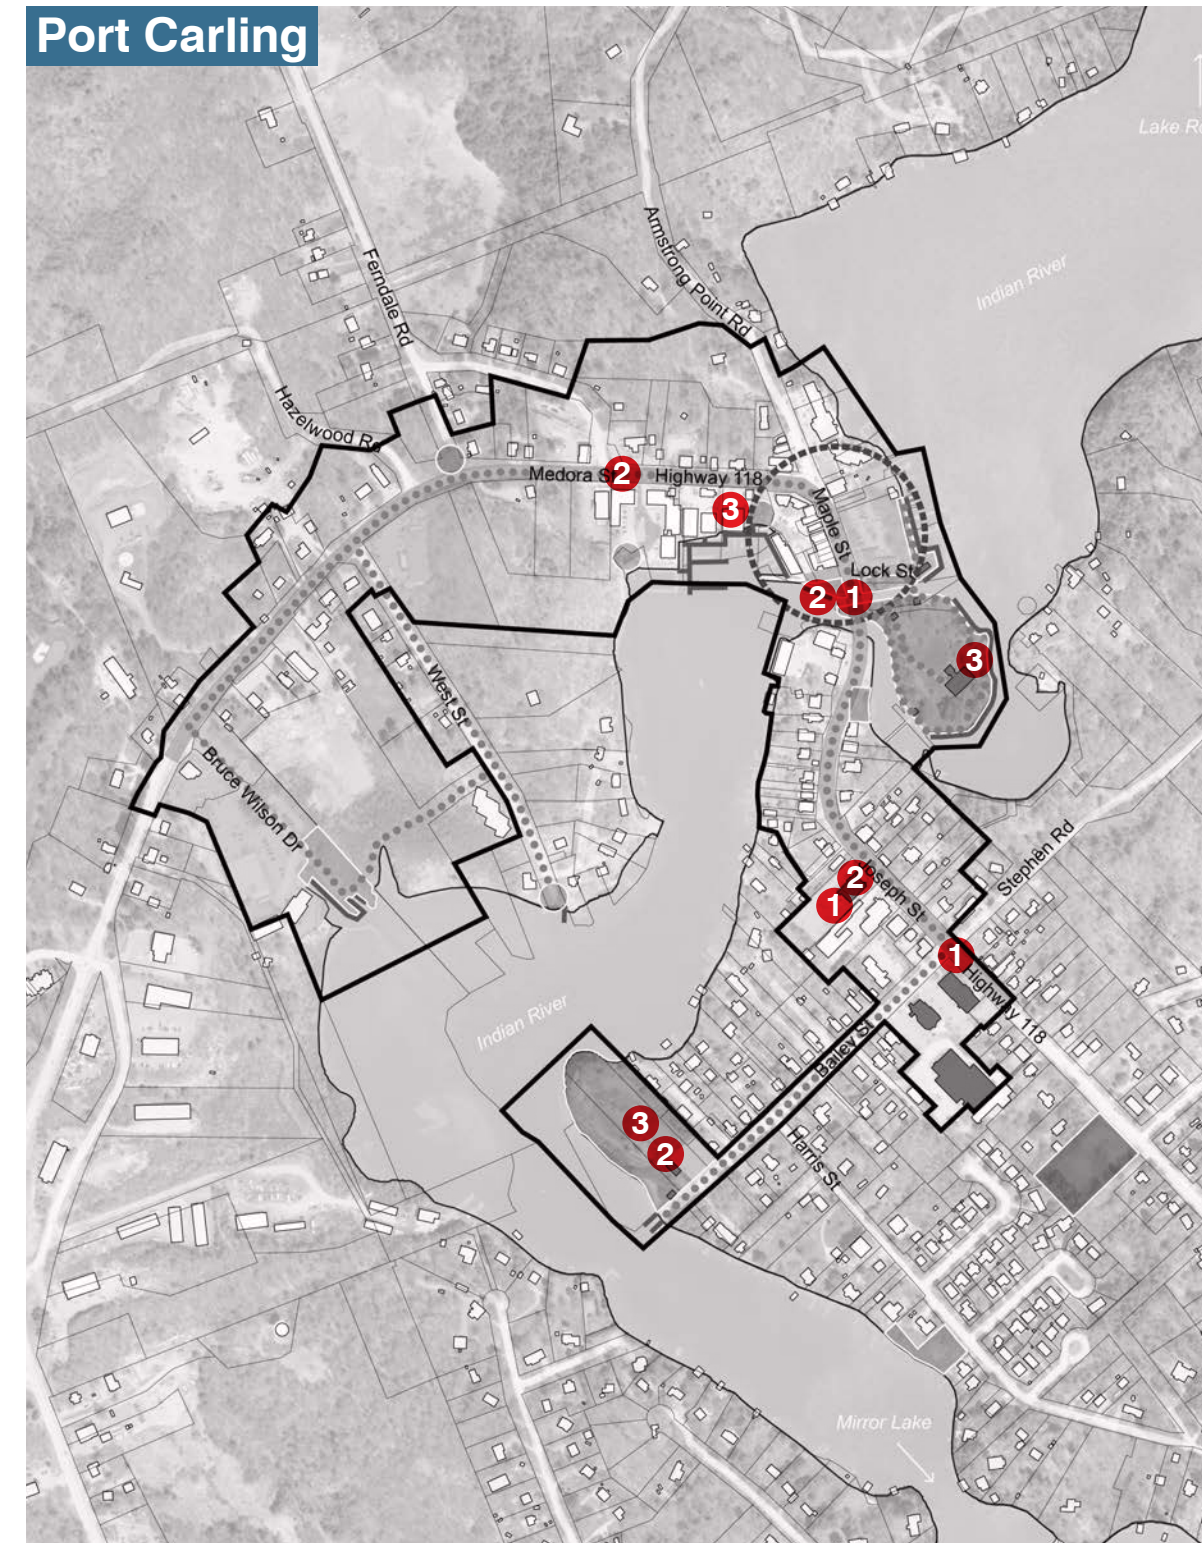 Port Carling
Lake R
Indian River
Armstrong Point Rd
Ferndale Rd
Hazelwood Rd
Medora St
2
Highway 118
3
Maple St
Lock St
2
1
3
West St
Bruce Wilson Dr
Stephen Rd
2
Joseph St
1
1
Highway 118
Indian River
Bailey St
3
2
Harris St
Mirror Lake